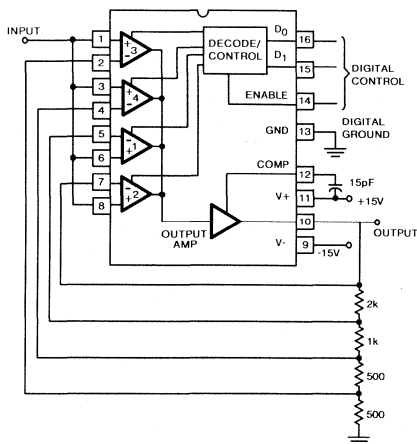 INPUT
1
2
3
4
5
6
7
8
+
-
3
+
-
4
-
+
1
-
+
2
DECODE/
CONTROL
D0
D1
ENABLE
GND
COMP
V+
V-
OUTPUT
AMP
16
15
14
13
12
11
10
9
DIGITAL
CONTROL
DIGITAL
GROUND
15pF
+15V
OUTPUT
-15V
2k
1k
500
500